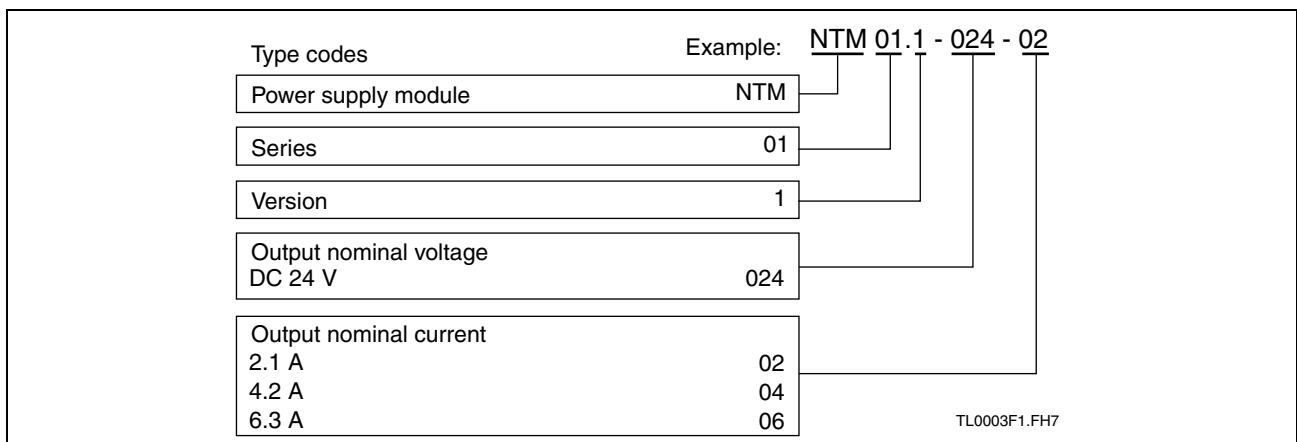 Type codes Example: NTM 01.1 - 024 - 02
Power supply module NTM
Series 01
Version 1
Output nominal voltage
DC 24 V 024
Output nominal current
2.1 A 02
4.2 A 04
6.3 A 06
TL0003F1.FH7